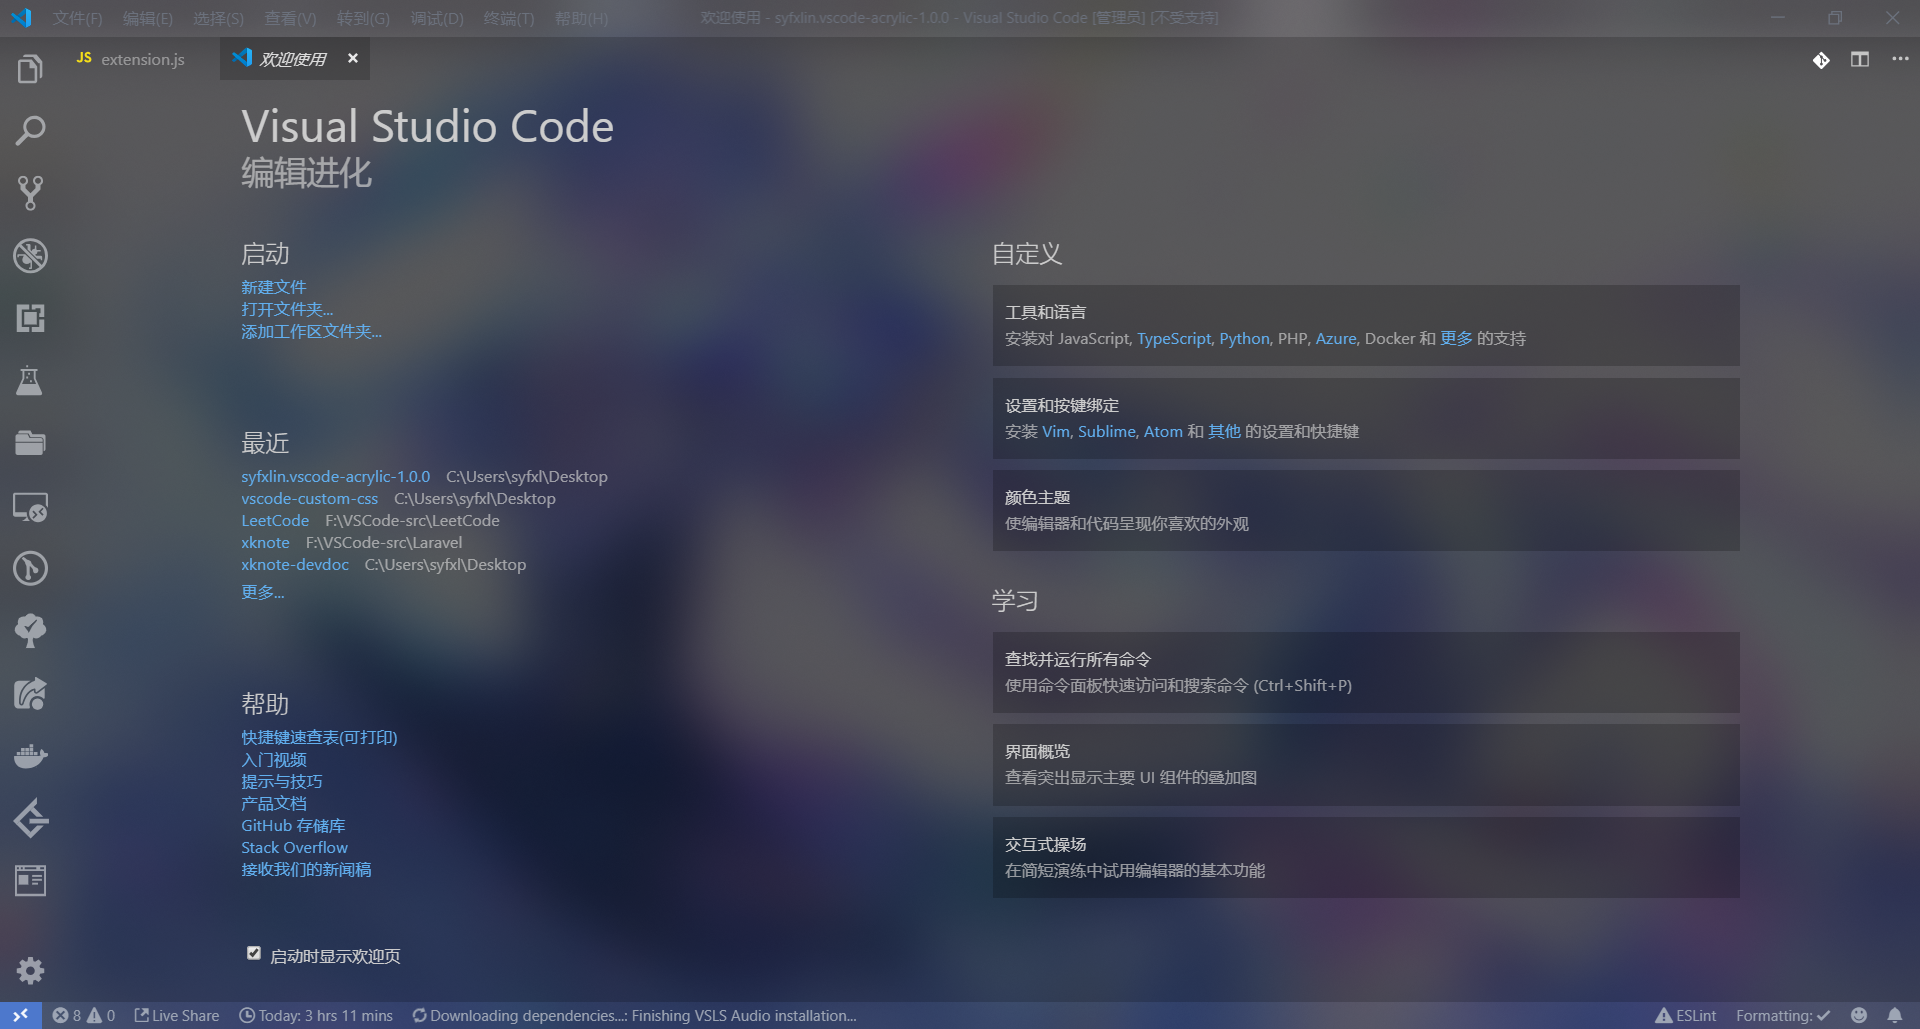 文件(F) 编辑(E) 选择(S) 查看(V) 转到(G) 调试(D) 终端(T) 帮助(H) 欢迎使用 - syfxlin.vscode-acrylic-1.0.0 - Visual Studio Code [管理员] [不受支持]
JS extension.js 欢迎使用
Visual Studio Code
编辑进化
启动
新建文件
打开文件夹...
添加工作区文件夹...
最近
syfxlin.vscode-acrylic-1.0.0 C:\Users\syfxl\Desktop
vscode-custom-css C:\Users\syfxl\Desktop
LeetCode F:\VSCode-src\LeetCode
xknote F:\VSCode-src\Laravel
xknote-devdoc C:\Users\syfxl\Desktop
更多...
帮助
快捷键速查表(可打印)
入门视频
提示与技巧
产品文档
GitHub 存储库
Stack Overflow
接收我们的新闻稿
启动时显示欢迎页
自定义
工具和语言
安装对 JavaScript, TypeScript, Python, PHP, Azure, Docker 和 更多 的支持
设置和按键绑定
安装 Vim, Sublime, Atom 和 其他 的设置和快捷键
颜色主题
使编辑器和代码呈现你喜欢的外观
学习
查找并运行所有命令
使用命令面板快速访问和搜索命令 (Ctrl+Shift+P)
界面概览
查看突出显示主要 UI 组件的叠加图
交互式操场
在简短演练中试用编辑器的基本功能
8 0 Live Share Today: 3 hrs 11 mins Downloading dependencies...: Finishing VSLS Audio installation... ESLint Formatting: